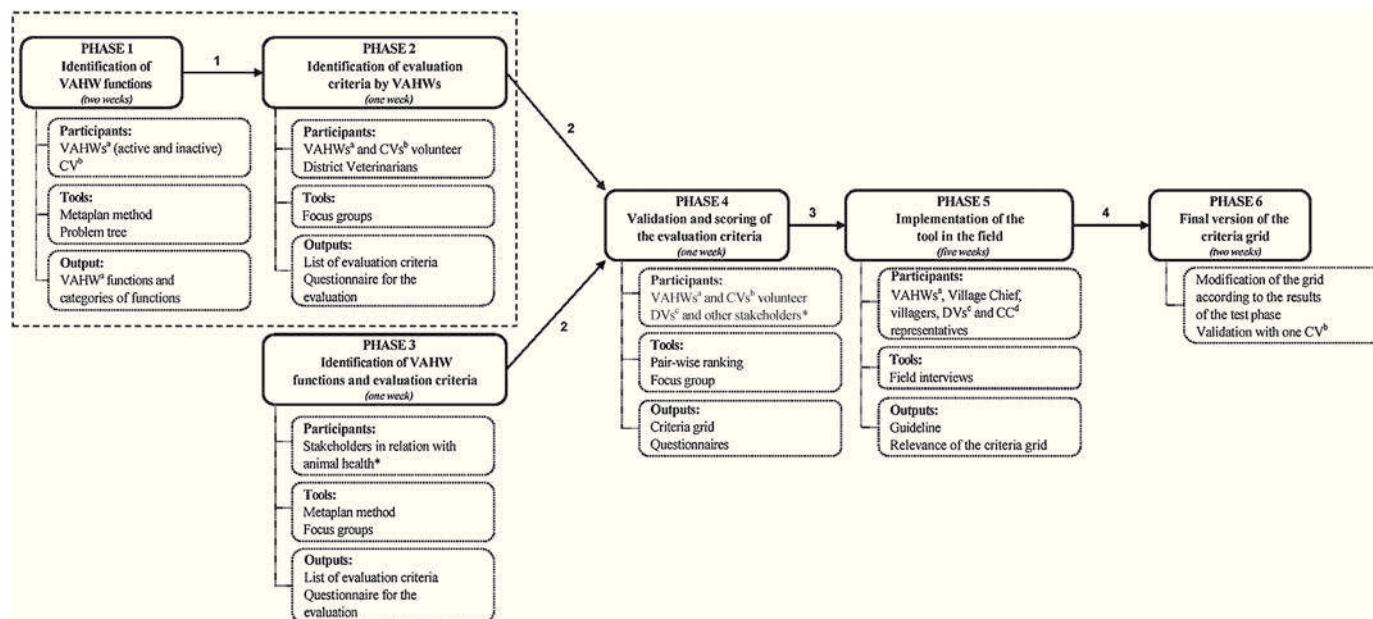 PHASE 1
Identification of
VAHW functions
(two weeks)
Participants:
VAHWsᵃ (active and inactive)
CVᵇ
Tools:
Metaplan method
Problem tree
Output:
VAHWᵃ functions and
categories of functions
1
PHASE 2
Identification of evaluation
criteria by VAHWs
(one week)
Participants:
VAHWsᵃ and CVsᵇ volunteer
District Veterinarians
Tools:
Focus groups
Outputs:
List of evaluation criteria
Questionnaire for the
evaluation
2
PHASE 3
Identification of VAHW
functions and evaluation criteria
(one week)
Participants:
Stakeholders in relation with
animal health*
Tools:
Metaplan method
Focus groups
Outputs:
List of evaluation criteria
Questionnaire for the
evaluation
2
PHASE 4
Validation and scoring of
the evaluation criteria
(one week)
Participants:
VAHWsᵃ and CVsᵇ volunteer
DVsᶜ and other stakeholders*
Tools:
Pair-wise ranking
Focus group
Outputs:
Criteria grid
Questionnaires
3
PHASE 5
Implementation of the
tool in the field
(five weeks)
Participants:
VAHWsᵃ, Village Chief,
villagers, DVsᶜ and CCᵈ
representatives
Tools:
Field interviews
Outputs:
Guideline
Relevance of the criteria grid
4
PHASE 6
Final version of the
criteria grid
(two weeks)
Modification of the grid
according to the results
of the test phase
Validation with one CVᵇ